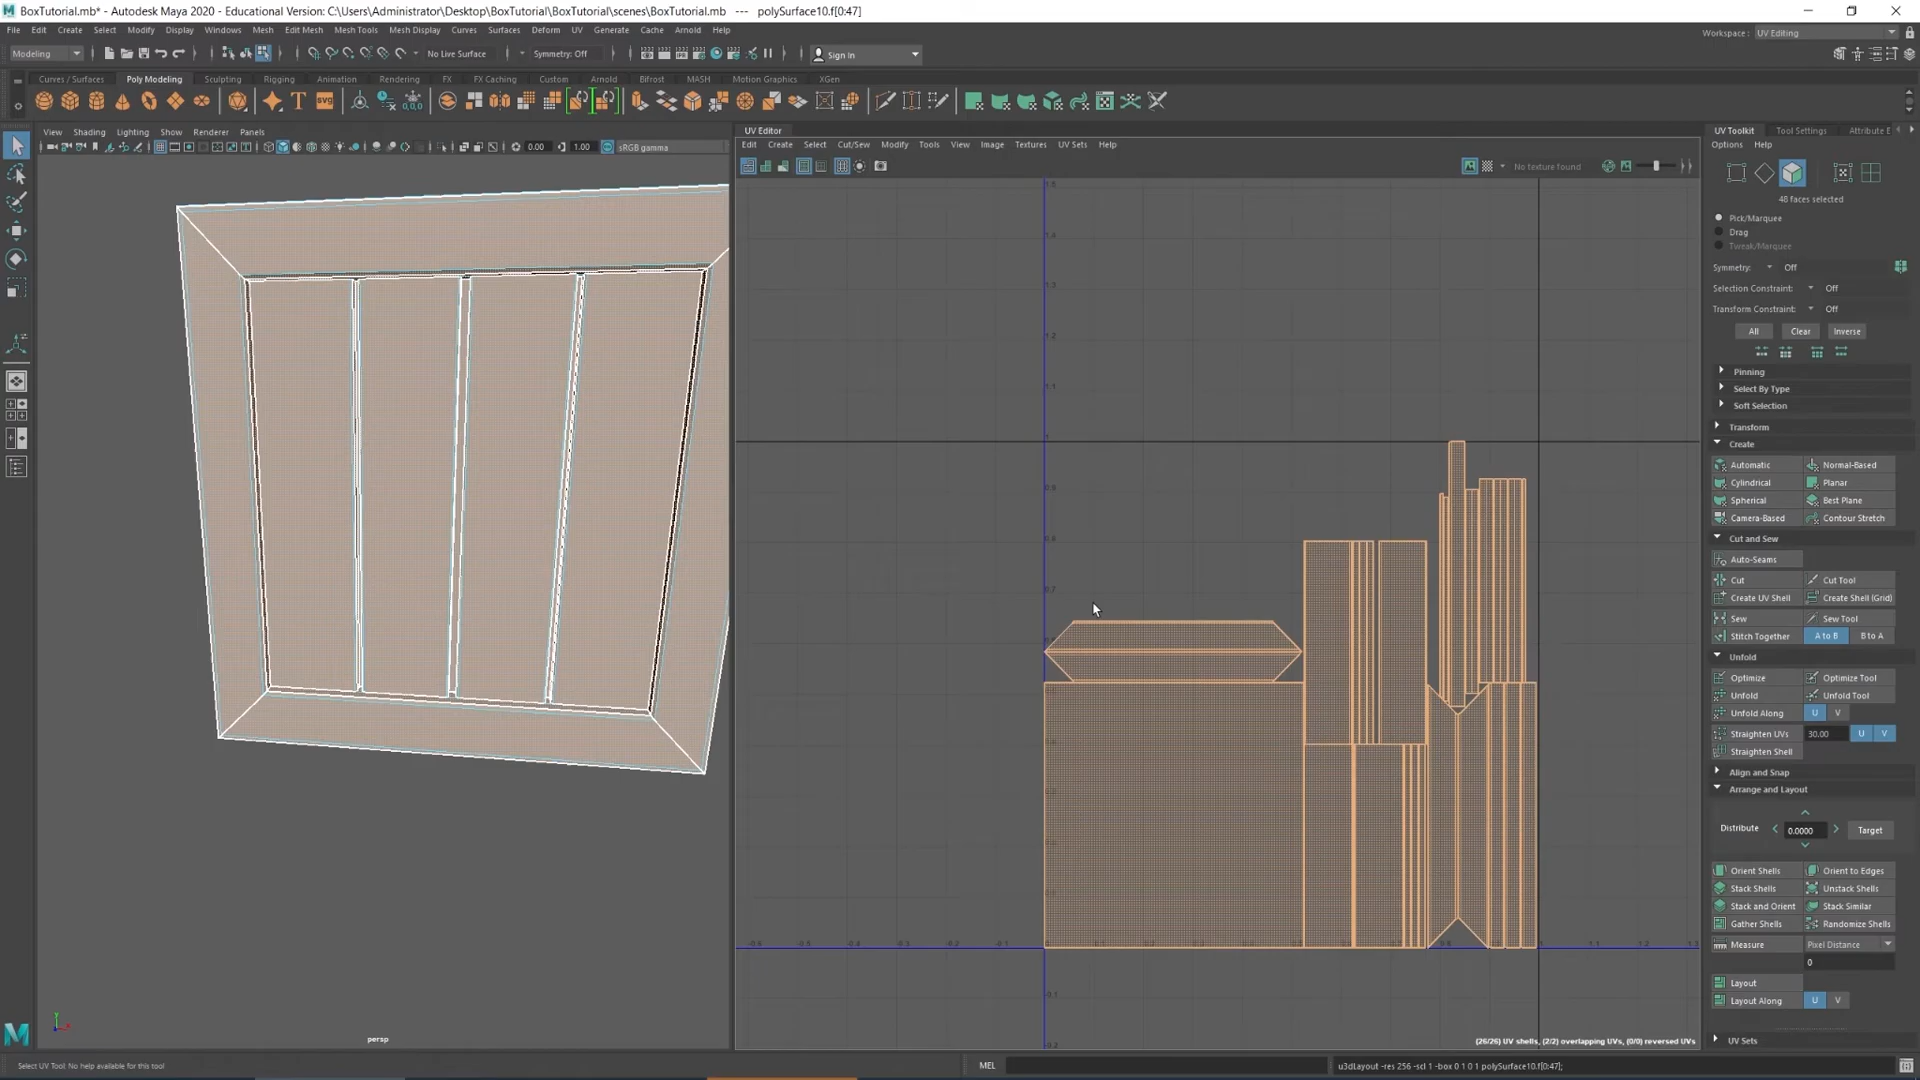 BoxTutorial.mb* - Autodesk Maya 2020 - Educational Version: C:\Users\Administrator\Desktop\BoxTutorial\BoxTutorial\scenes\BoxTutorial.mb --- polySurface10.f[0:47]
File Edit Create Select Modify Display Windows Mesh Edit Mesh Mesh Tools Mesh Display Curves Surfaces Deform UV Generate Cache Arnold Help
Workspace : UV Editing
Modeling No Live Surface Symmetry: Off Sign In
Curves / Surfaces Poly Modeling Sculpting Rigging Animation Rendering FX FX Caching Custom Arnold Bifrost MASH Motion Graphics XGen
SVG
View Shading Lighting Show Renderer Panels
0.00 1.00 sRGB gamma
persp
UV Editor
Edit Create Select Cut/Sew Modify Tools View Image Textures UV Sets Help
No texture found
(26/26) UV shells, (2/2) overlapping UVs, (0/0) reversed UVs
UV Toolkit Tool Settings Attribute E
Options Help
48 faces selected
Pick/Marquee
Drag
Tweak/Marquee
Symmetry: Off
Selection Constraint: Off
Transform Constraint: Off
All Clear Inverse
Pinning
Select By Type
Soft Selection
Transform
Create
Automatic Normal-Based
Cylindrical Planar
Spherical Best Plane
Camera-Based Contour Stretch
Cut and Sew
Auto-Seams
Cut Cut Tool
Create UV Shell Create Shell (Grid)
Sew Sew Tool
Stitch Together A to B B to A
Unfold
Optimize Optimize Tool
Unfold Unfold Tool
Unfold Along U V
Straighten UVs 30.00 U V
Straighten Shell
Align and Snap
Arrange and Layout
Distribute 0.0000 Target
Orient Shells Orient to Edges
Stack Shells Unstack Shells
Stack and Orient Stack Similar
Gather Shells Randomize Shells
Measure Pixel Distance
0
Layout
Layout Along U V
UV Sets
Select UV Tool: No help available for this tool
MEL
u3dLayout -res 256 -scl 1 -box 0 1 0 1 polySurface10.f[0:47];